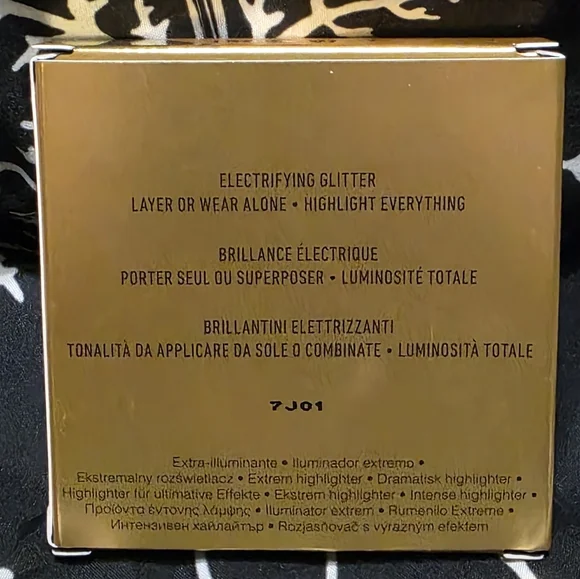 ELECTRIFYING GLITTER
LAYER OR WEAR ALONE • HIGHLIGHT EVERYTHING
BRILLANCE ÉLECTRIQUE
PORTER SEUL OU SUPERPOSER • LUMINOSITÉ TOTALE
BRILLANTINI ELETTRIZZANTI
TONALITÀ DA APPLICARE DA SOLE O COMBINATE • LUMINOSITÀ TOTALE
7J01
Extra-illuminante • Iluminador extremo •
Ekstremalny rozświetlacz • Extrem highlighter • Dramatisk highlighter •
Highlighter für ultimative Effekte • Ekstrem highlighter • Intense highlighter •
Προϊόντα έντονης λάμψης • Iluminator extrem • Rumenilo Extreme •
Интензивен хайлайтър • Rozjasňovač s výrazným efektem